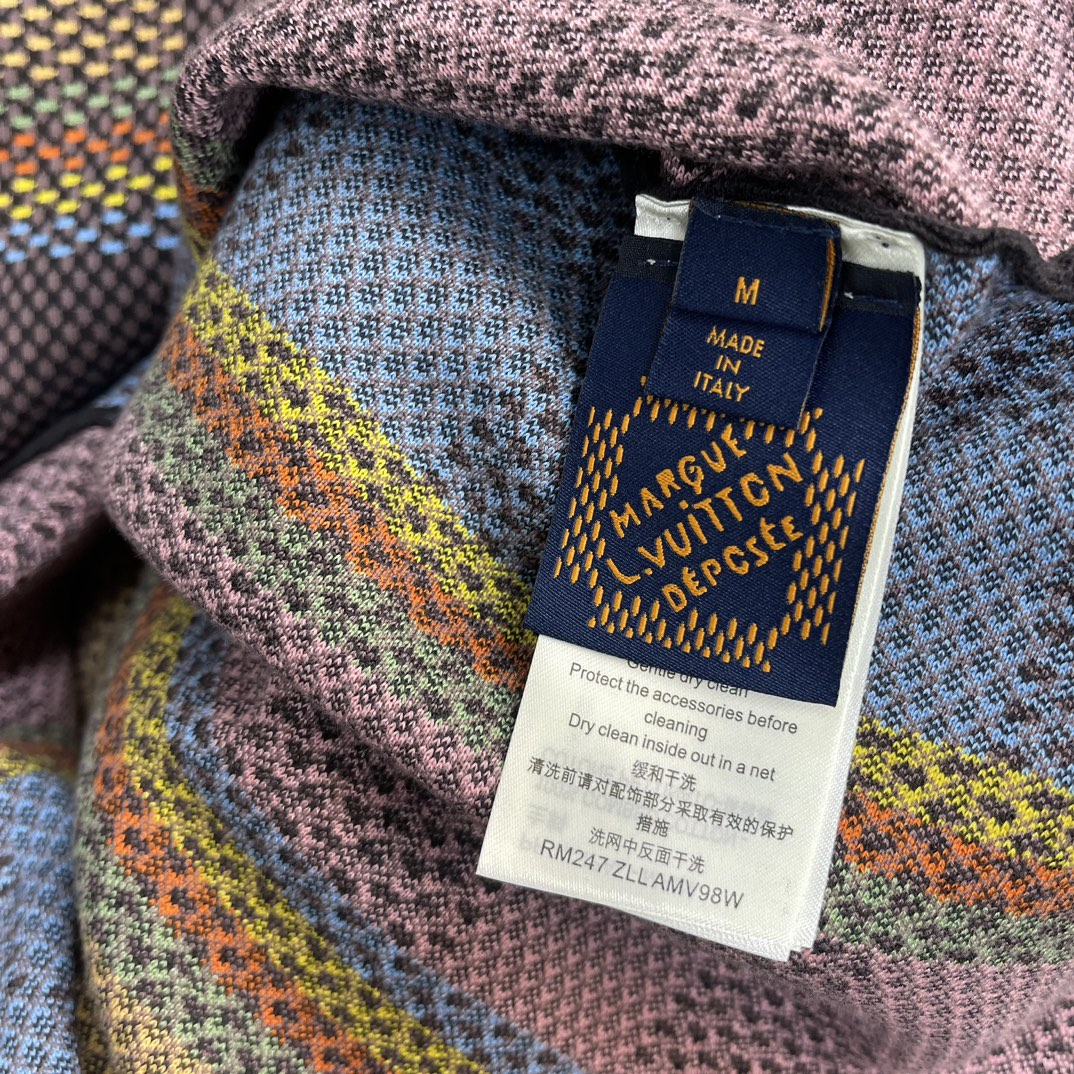 M
MADE
IN
ITALY
MARQUE
L.VUITTON
DÉPOSÉE
Gentle dry clean
Protect the accessories before
cleaning
Dry clean inside out in a net
缓和干洗
清洗前请对配饰部分采取有效的保护
措施
洗网中反面干洗
RM247 ZLL AMV98W